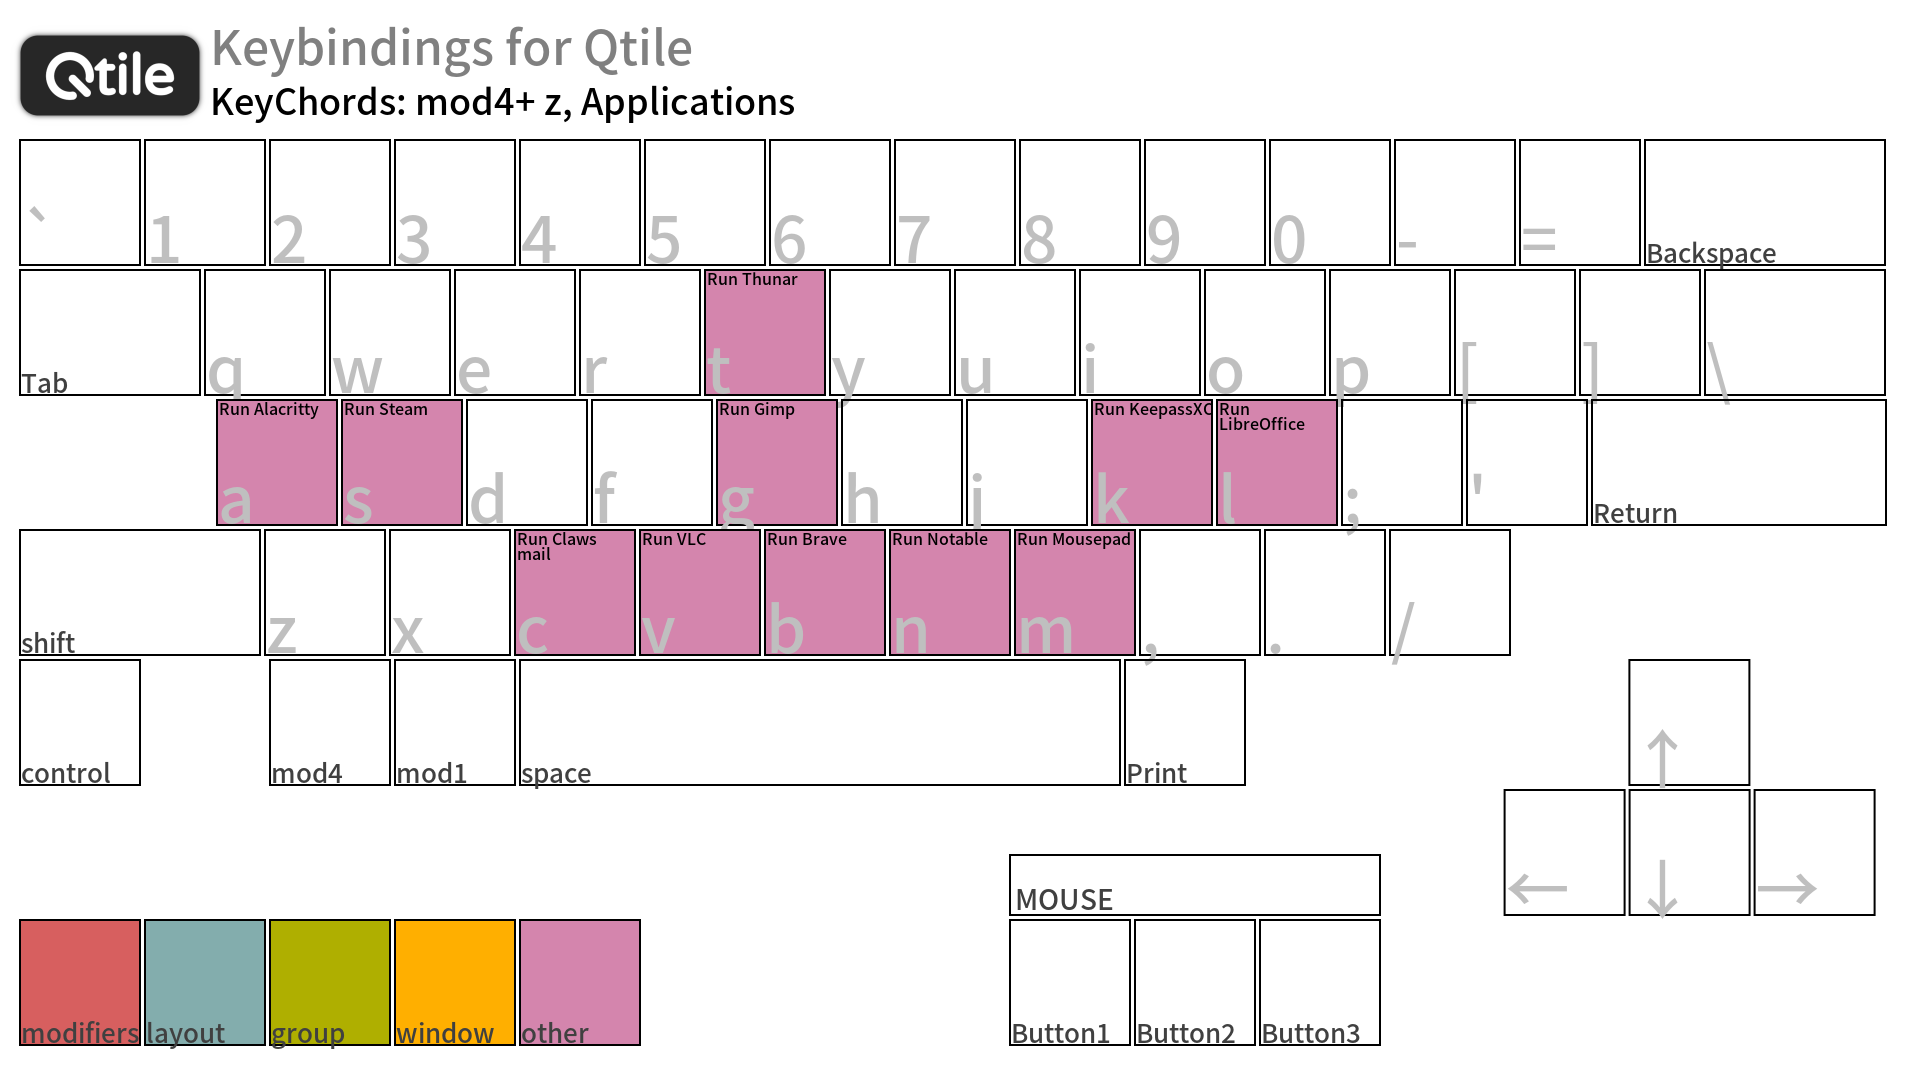 Qtile
Keybindings for Qtile
KeyChords: mod4+ z, Applications
` 1 2 3 4 5 6 7 8 9 0 - = Backspace
Run Thunar
Tab q w e r t y u i o p [ ] \
Run Alacritty Run Steam Run Gimp Run KeepassXC Run
LibreOffice
a s d f g h j k l ; ' Return
Run Claws Run VLC Run Brave Run Notable Run Mousepad
mail
shift z x c v b n m , . /
control mod4 mod1 space Print ↑
← ↓ →
MOUSE
modifiers layout group window other Button1 Button2 Button3